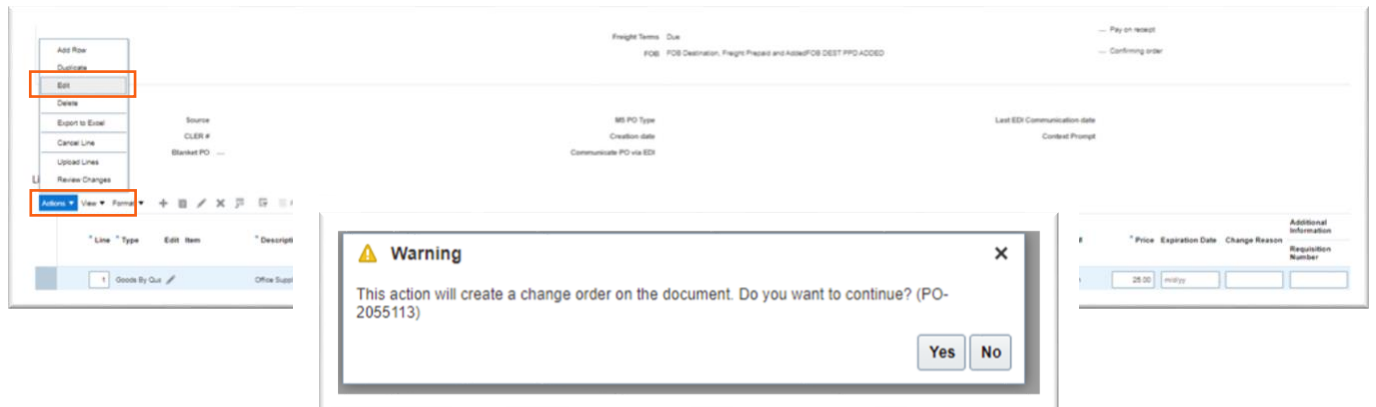 Add Row
Duplicate
Edit
Delete
Export to Excel
Cancel Line
Upload Lines
Review Changes
Freight Terms Due
FOB FOB Destination, Freight Prepaid and AddedFOB DEST PPD ADDED
— Pay on receipt
— Confirming order
Source
CLER #
Blanket PO —
MS PO Type
Creation date
Communicate PO via EDI
Last EDI Communication date
Context Prompt
Li
Actions View Format
* Line * Type Edit Item * Descripti
# * Price Expiration Date Change Reason
Additional
Information
Requisition
Number
1 Goods By Qua Office Suppl
25.00 m/d/yy
Warning
This action will create a change order on the document. Do you want to continue? (PO-
2055113)
Yes No